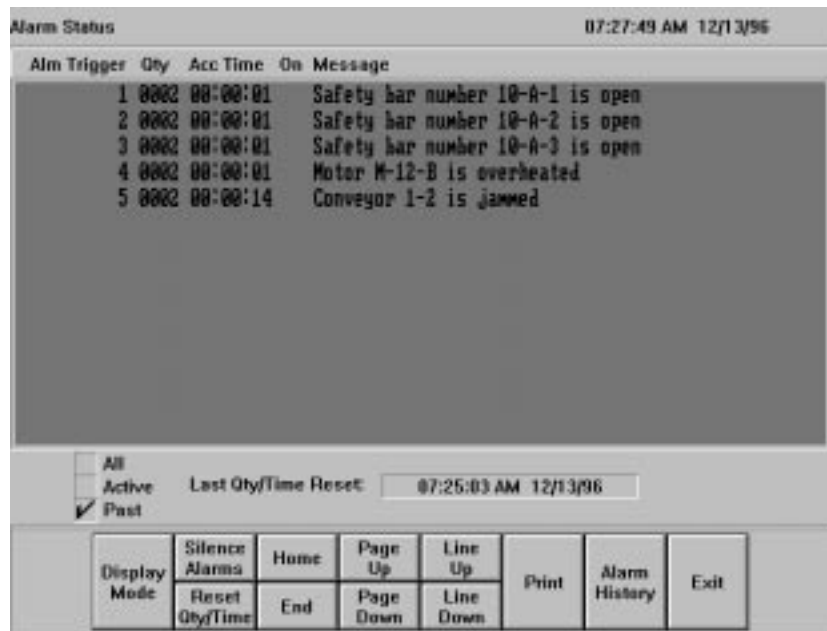 Alarm Status 07:27:49 AM 12/13/96
Alm Trigger Qty Acc Time On Message
1 0002 00:00:01 Safety bar number 10-A-1 is open
2 0002 00:00:01 Safety bar number 10-A-2 is open
3 0002 00:00:01 Safety bar number 10-A-3 is open
4 0002 00:00:01 Motor M-12-B is overheated
5 0002 00:00:14 Conveyor 1-2 is jammed
All
Active Last Qty/Time Reset: 07:25:03 AM 12/13/96
Past
Display Mode
Silence Alarms
Reset Qty/Time
Home
End
Page Up
Page Down
Line Up
Line Down
Print
Alarm History
Exit